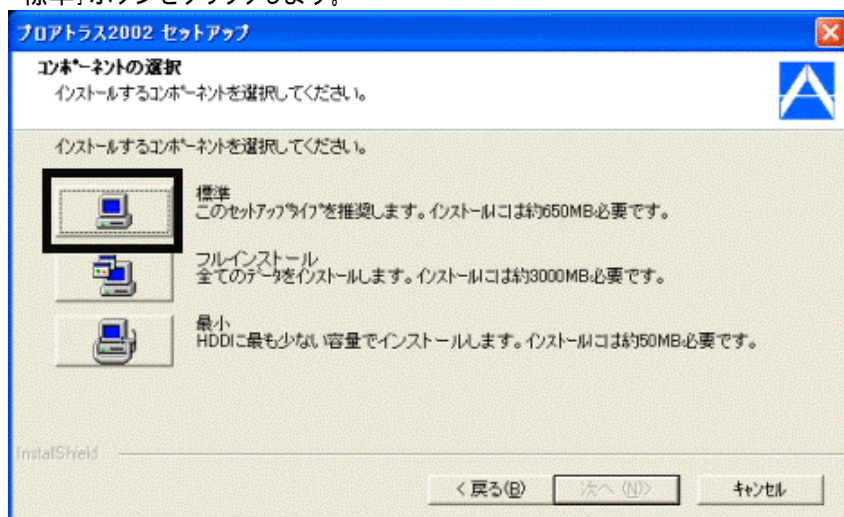 標準]ボタンをクリックします。
プロアトラス2002 セットアップ
コンポーネントの選択
インストールするコンポーネントを選択してください。
インストールするコンポーネントを選択してください。
標準
このセットアップタイプを推奨します。インストールには約650MB必要です。
フルインストール
全てのデータをインストールします。インストールには約3000MB必要です。
最小
HDDに最も少ない容量でインストールします。インストールには約50MB必要です。
InstallShield
< 戻る(B)
次へ (N)>
キャンセル